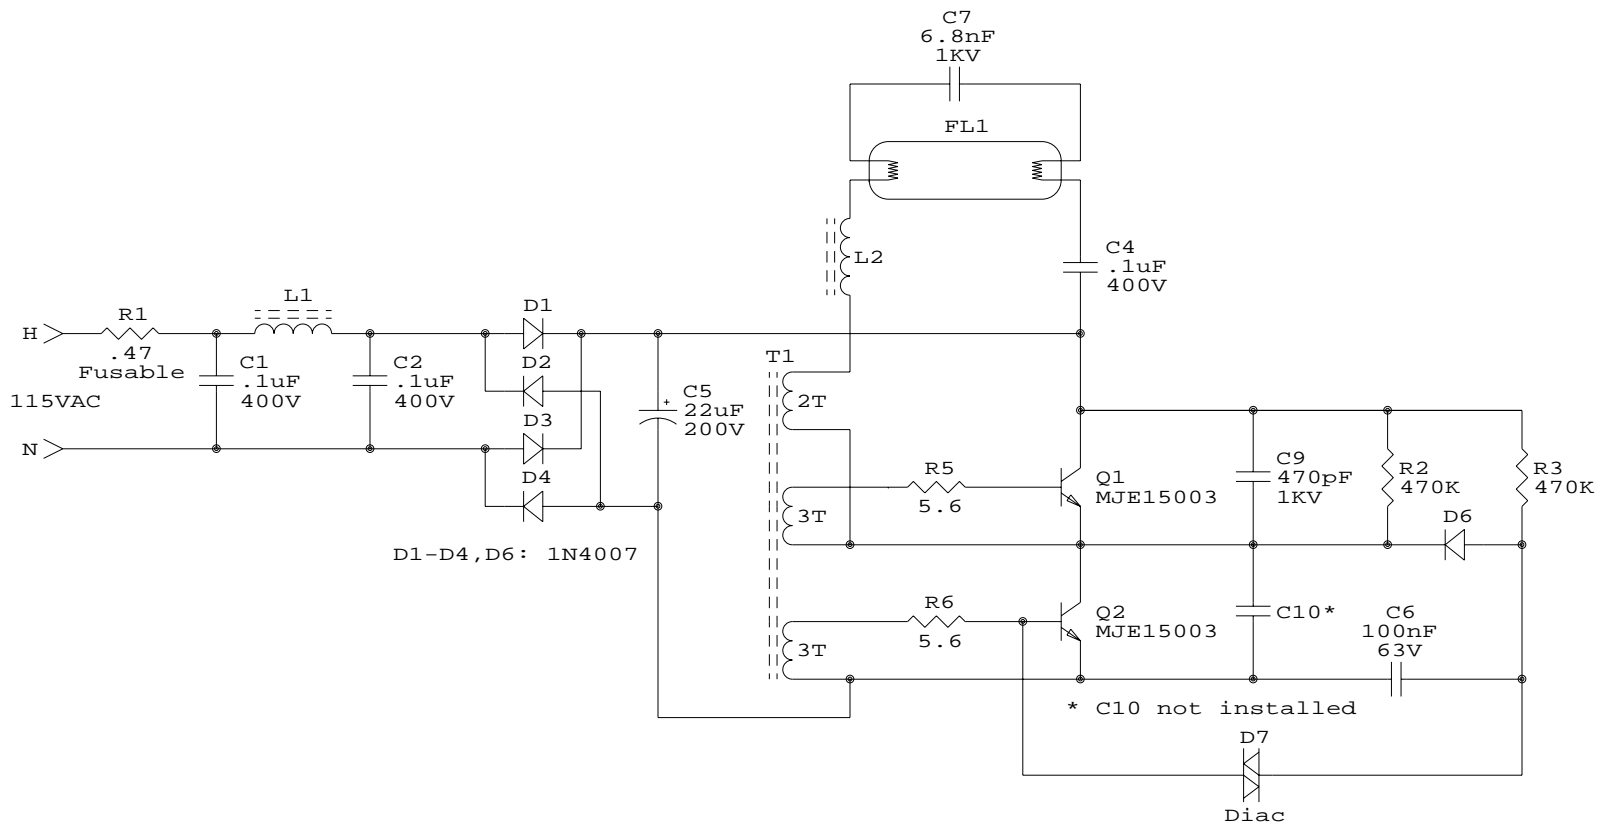 C7
6.8nF
1KV
FL1
L2
C4
.1uF
400V
H
R1
.47
Fusable
L1
C1
.1uF
400V
C2
.1uF
400V
115VAC
N
D1
D2
D3
D4
D1-D4,D6: 1N4007
+
C5
22uF
200V
T1
2T
3T
3T
R5
5.6
Q1
MJE15003
C9
470pF
1KV
R2
470K
R3
470K
D6
R6
5.6
Q2
MJE15003
C10*
C6
100nF
63V
* C10 not installed
D7
Diac